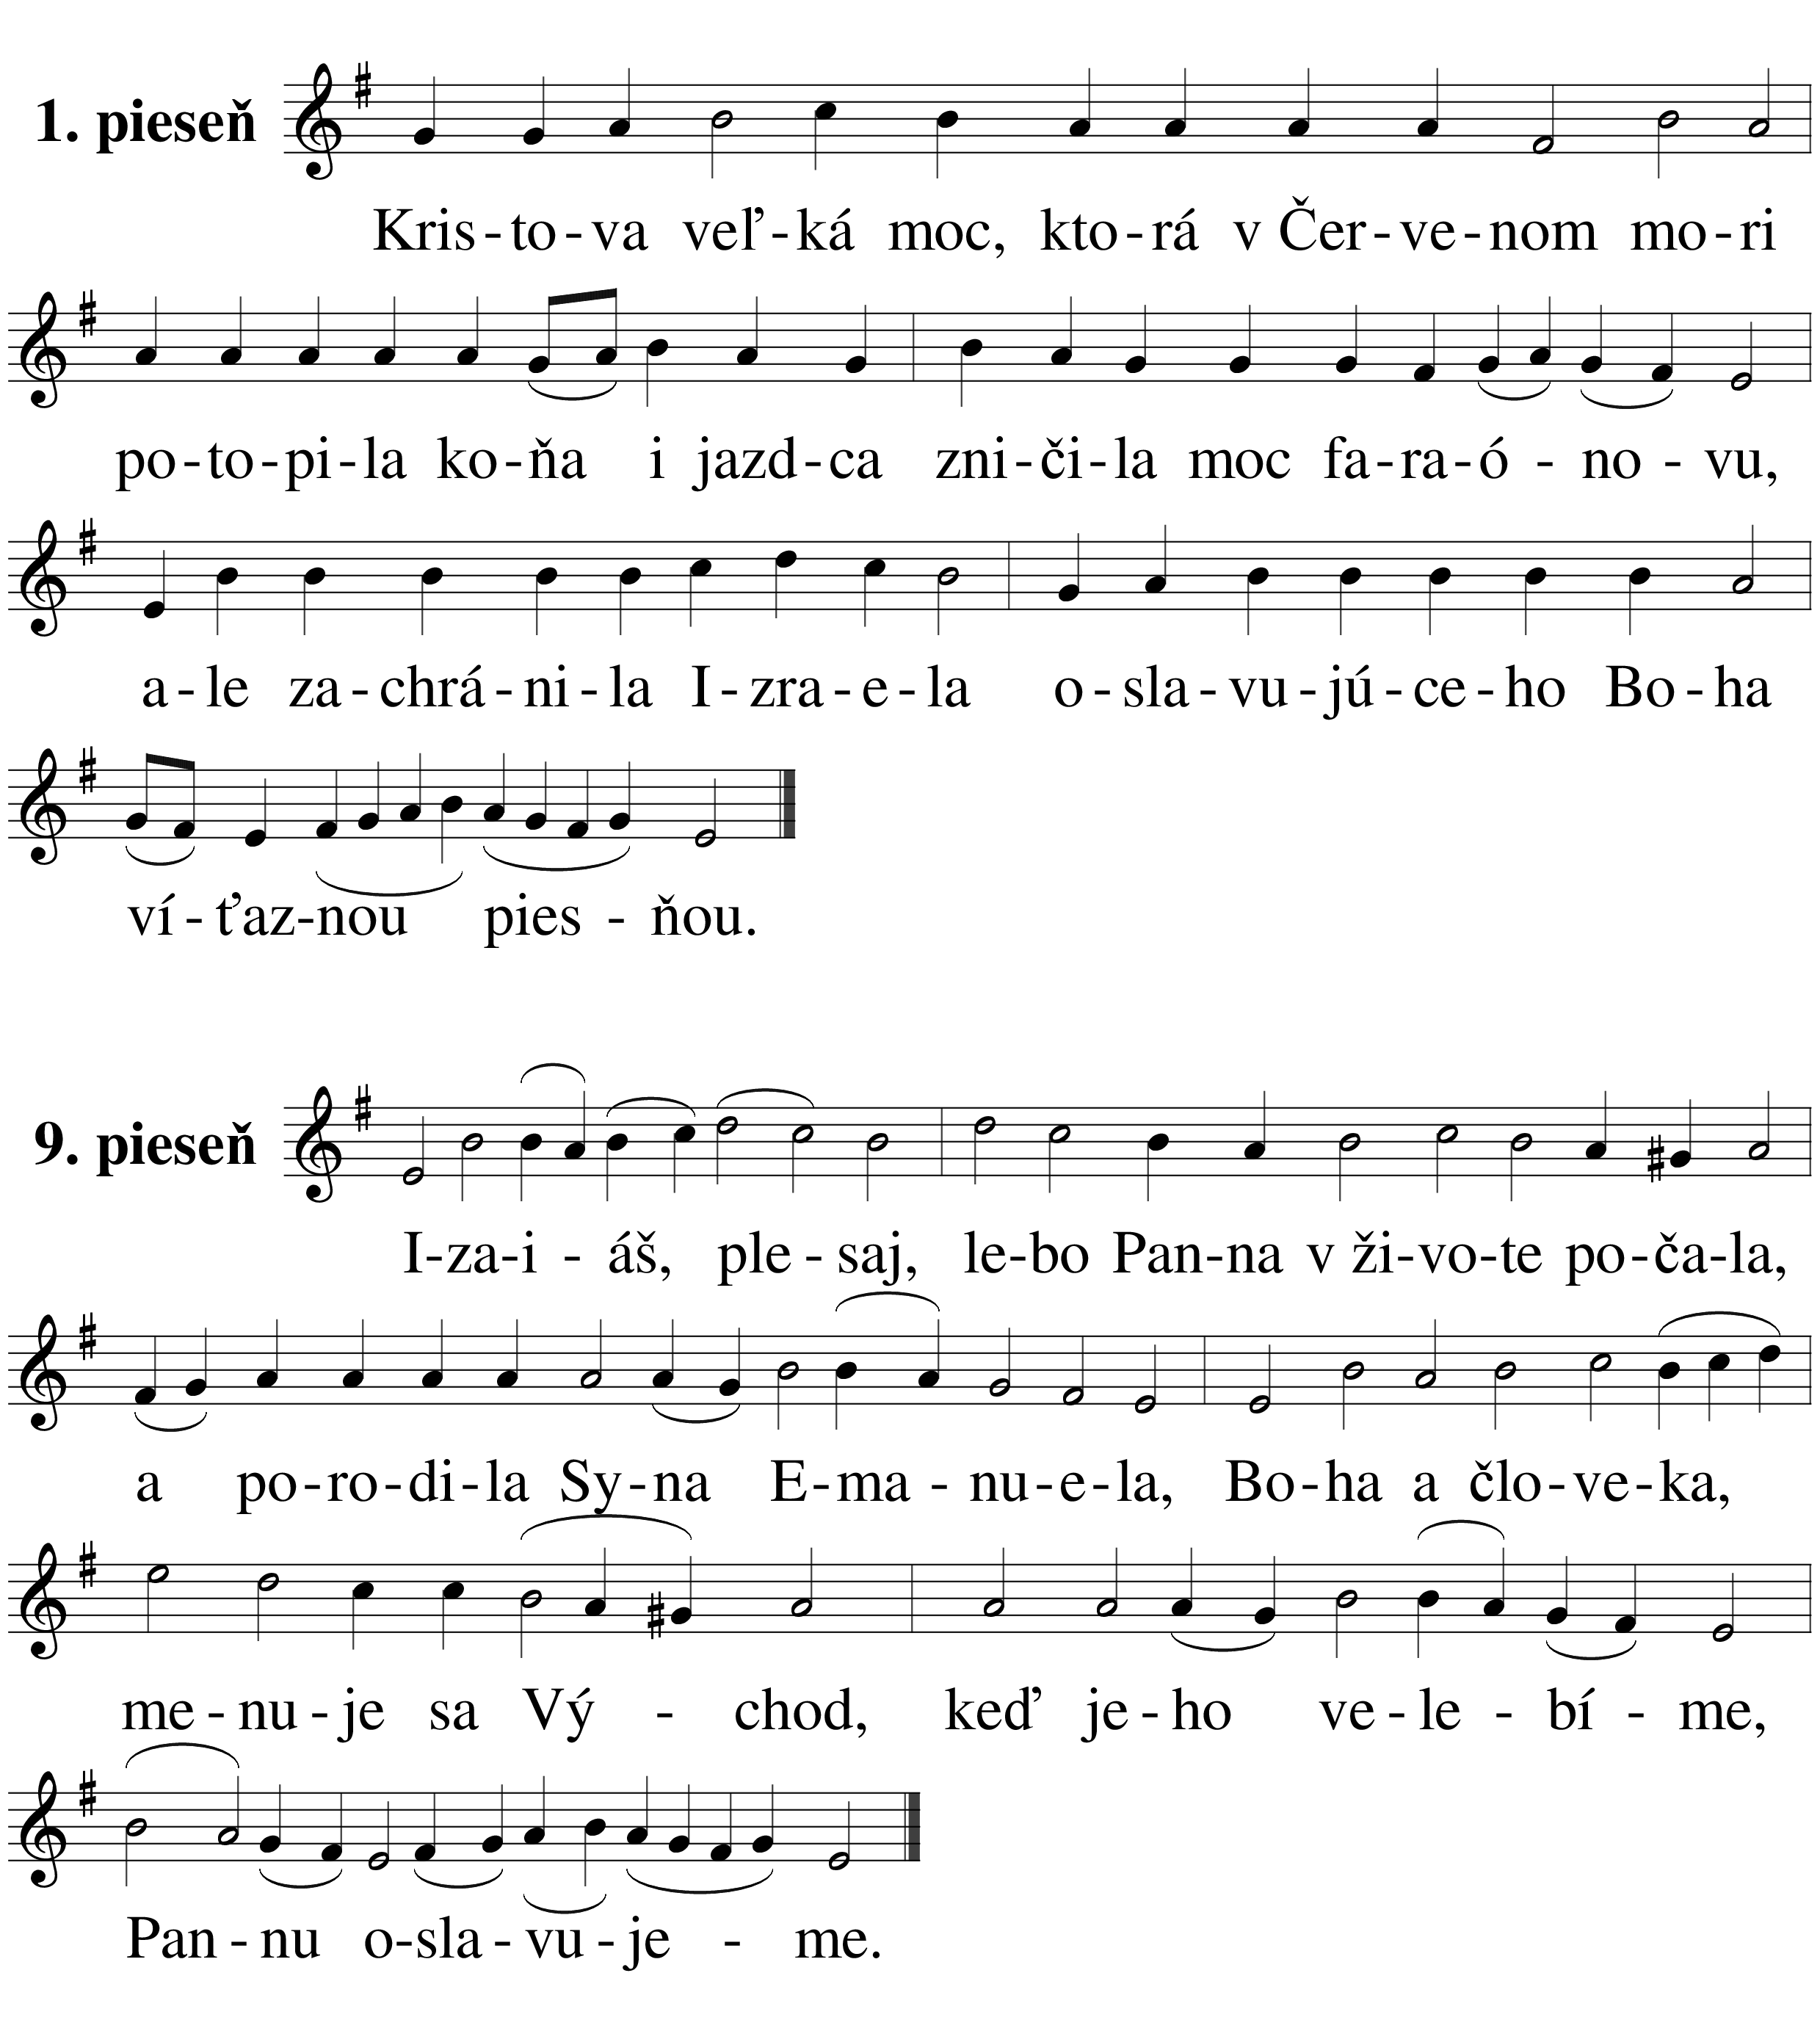 1. pieseň
Kris-to-va veľ-ká moc, kto-rá v Čer-ve-nom mo-ri
po-to-pi-la ko-ňa i jazd-ca zni-či-la moc fa-ra-ó-no-vu,
a-le za-chrá-ni-la I-zra-e-la o-sla-vu-jú-ce-ho Bo-ha
ví-ťaz-nou pies-ňou.
9. pieseň
I-za-i-áš, ple-saj, le-bo Pan-na v ži-vo-te po-ča-la,
a po-ro-di-la Sy-na E-ma-nu-e-la, Bo-ha a člo-ve-ka,
me-nu-je sa Vý-chod, keď je-ho ve-le-bí-me,
Pan-nu o-sla-vu-je-me.